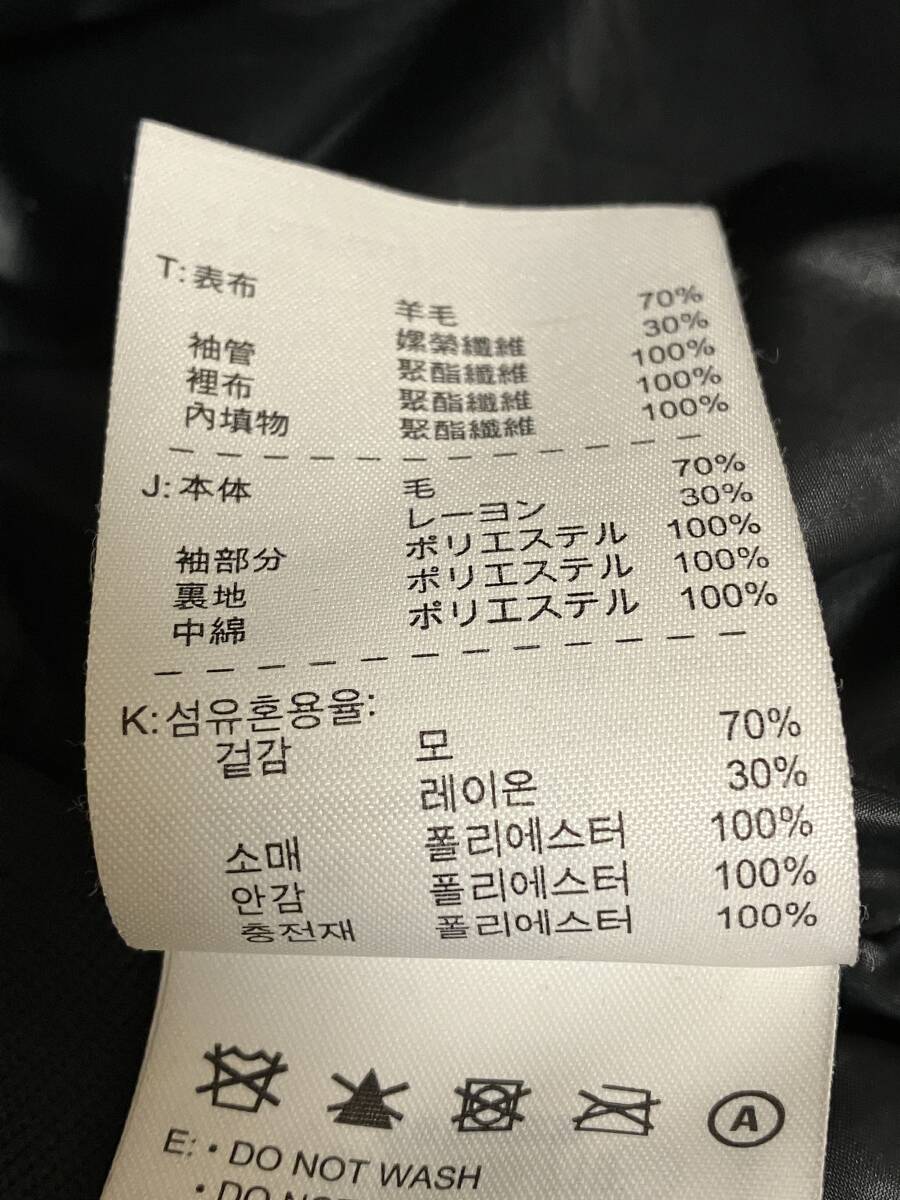 T: 表布 羊毛 70%
嫘縈纖維 30%
袖管 聚酯纖維 100%
裡布 聚酯纖維 100%
內填物 聚酯纖維 100%
J: 本体 毛 70%
レーヨン 30%
袖部分 ポリエステル 100%
裏地 ポリエステル 100%
中綿 ポリエステル 100%
K: 섬유혼용율:
겉감 모 70%
레이온 30%
소매 폴리에스터 100%
안감 폴리에스터 100%
충전재 폴리에스터 100%
A
E: • DO NOT WASH
• DO NOT